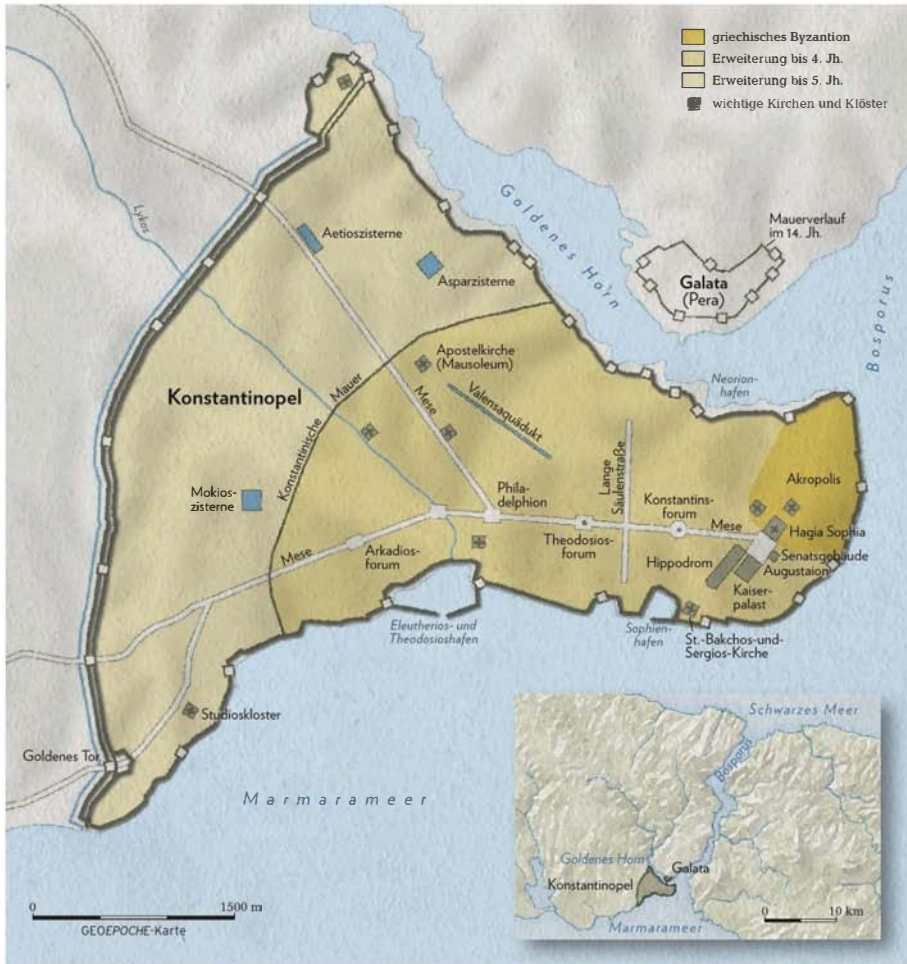 griechisches Byzantion
Erweiterung bis 4. Jh.
Erweiterung bis 5. Jh.
wichtige Kirchen und Klöster
Lykos
Goldenes Horn
Mauerverlauf
im 14. Jh.
Galata
(Pera)
Bosporus
Aetioszisterne
Asparzisterne
Apostelkirche
(Mausoleum)
Konstantinopel
Konstantinische Mauer
Mese
Valensaquädukt
Neorion-
hafen
Lange
Säulenstraße
Akropolis
Mokios-
zisterne
Phila-
delphion
Konstantins-
forum
Mese
Hagia Sophia
Mese
Arkadios-
forum
Theodosios-
forum
Hippodrom
Senatsgebäude
Augustaion
Kaiser-
palast
Eleutherios- und
Theodosioshafen
Sophien-
hafen
St.-Bakchos-und-
Sergios-Kirche
Studioskloster
Goldenes Tor
Marmarameer
0
1500 m
GEOEPOCHE-Karte
Schwarzes Meer
Bosporus
Goldenes Horn
Galata
Konstantinopel
Marmarameer
0
10 km